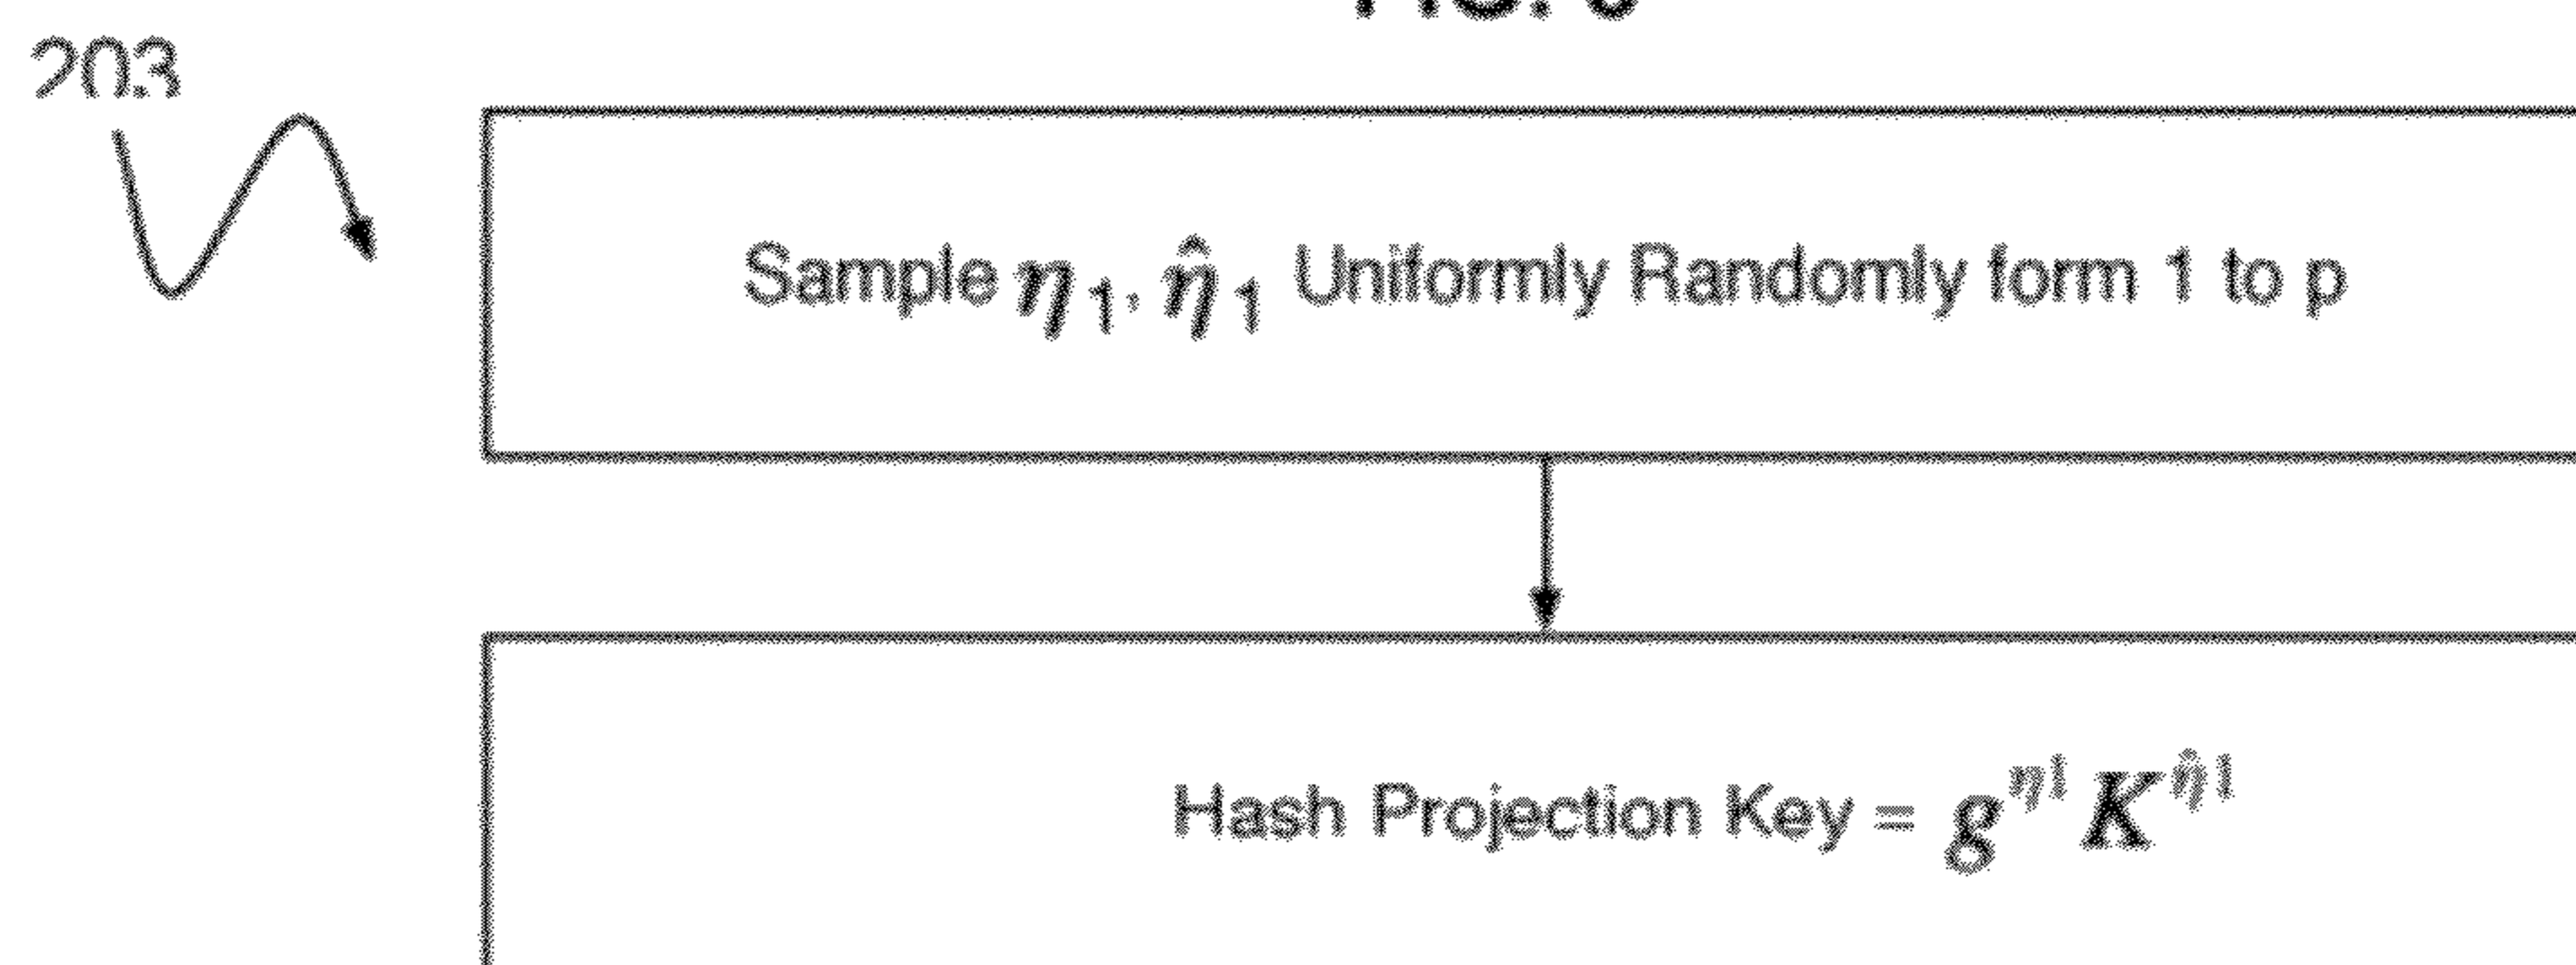 203
Sample η₁, η̂₁ Uniformly Randomly form 1 to p
Hash Projection Key = g^η1 K^η̂1